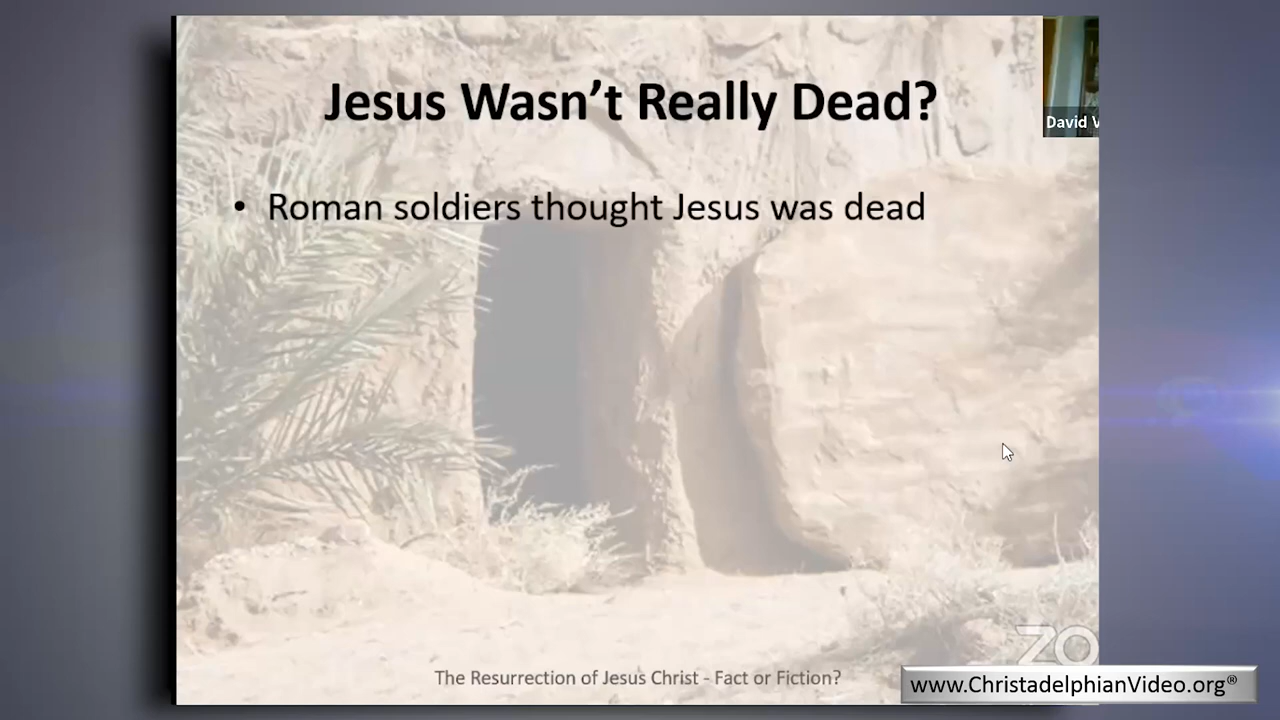 Jesus Wasn't Really Dead?
David V
• Roman soldiers thought Jesus was dead
ZO
The Resurrection of Jesus Christ - Fact or Fiction?
www.ChristadelphianVideo.org®